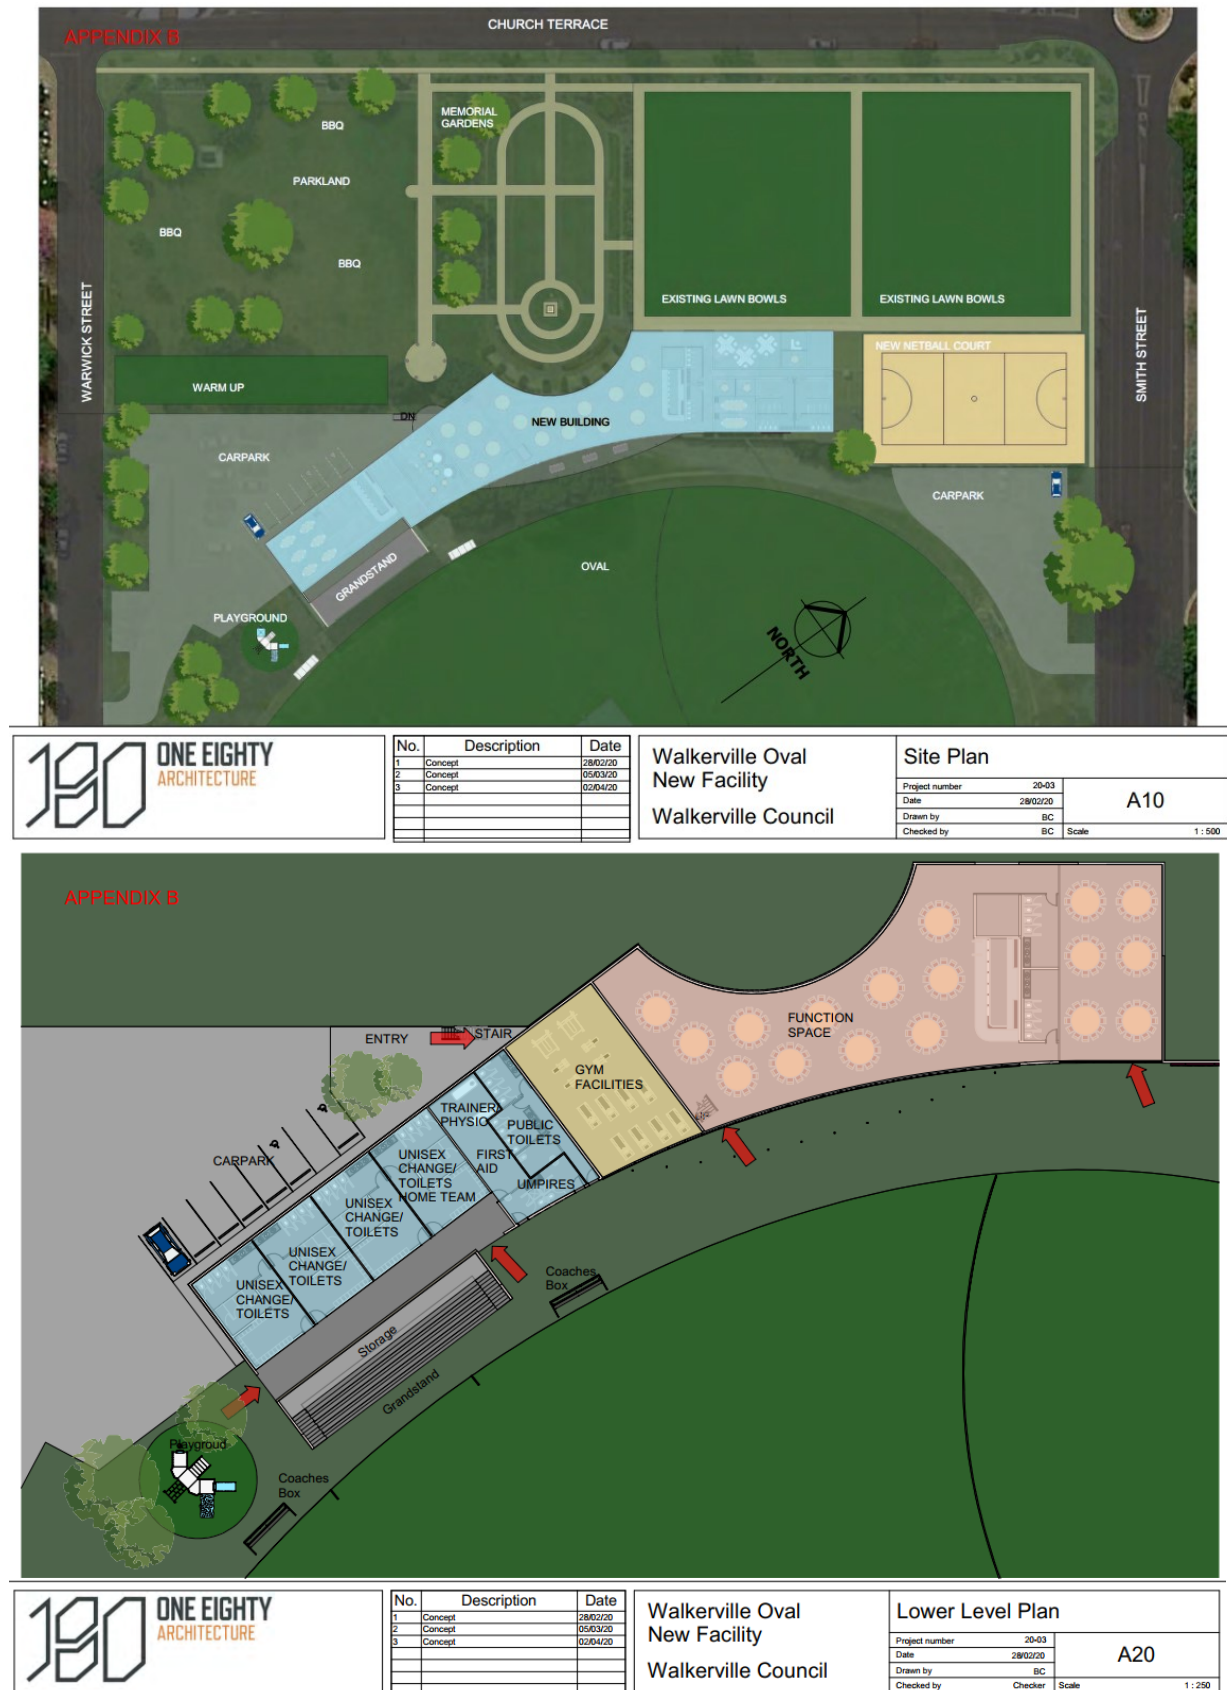 APPENDIX B
CHURCH TERRACE
MEMORIAL
GARDENS
BBQ
PARKLAND
BBQ
BBQ
WARWICK STREET
SMITH STREET
EXISTING LAWN BOWLS
EXISTING LAWN BOWLS
NEW NETBALL COURT
WARM UP
DN
NEW BUILDING
CARPARK
CARPARK
GRANDSTAND
OVAL
PLAYGROUND
NORTH
180 ONE EIGHTY
ARCHITECTURE
No. Description Date
1 Concept 28/02/20
2 Concept 05/03/20
3 Concept 02/04/20
Walkerville Oval
New Facility
Walkerville Council
Site Plan
Project number 20-03
Date 28/02/20
Drawn by BC
Checked by BC
A10
Scale 1 : 500
APPENDIX B
ENTRY
STAIR
FUNCTION
SPACE
GYM
FACILITIES
TRAINER/
PHYSIO
PUBLIC
TOILETS
FIRST
AID
UMPIRES
CARPARK
UNISEX
CHANGE/
TOILETS
HOME TEAM
UNISEX
CHANGE/
TOILETS
UNISEX
CHANGE/
TOILETS
UNISEX
CHANGE/
TOILETS
Coaches
Box
Storage
Grandstand
Playgroud
Coaches
Box
180 ONE EIGHTY
ARCHITECTURE
No. Description Date
1 Concept 28/02/20
2 Concept 05/03/20
3 Concept 02/04/20
Walkerville Oval
New Facility
Walkerville Council
Lower Level Plan
Project number 20-03
Date 28/02/20
Drawn by BC
Checked by Checker
A20
Scale 1 : 250